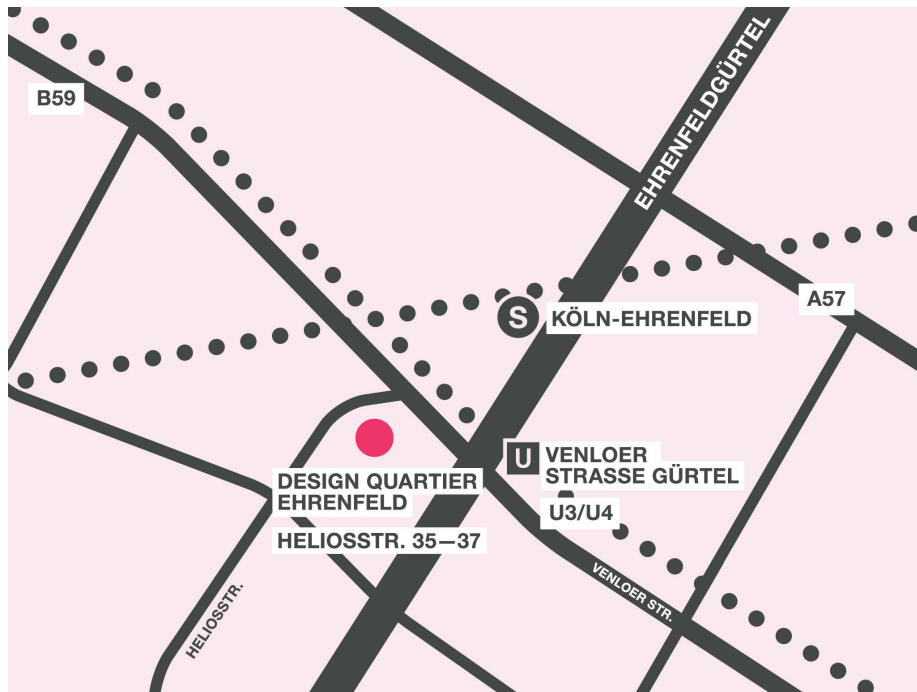 B59
EHRENFELDGÜRTEL
A57
S
KÖLN-EHRENFELD
U
VENLOER
STRASSE GÜRTEL
U3/U4
DESIGN QUARTIER
EHRENFELD
HELIOSSTR. 35—37
VENLOER STR.
HELIOSSTR.